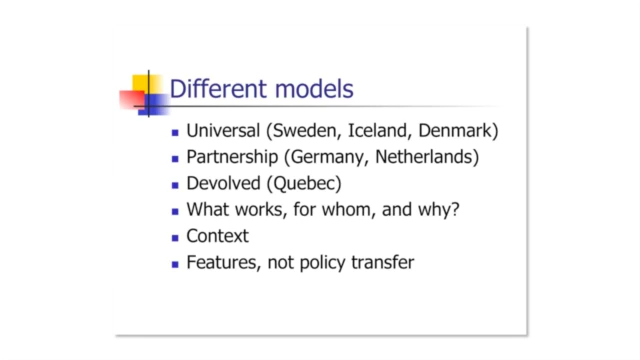 Different models
Universal (Sweden, Iceland, Denmark)
Partnership (Germany, Netherlands)
Devolved (Quebec)
What works, for whom, and why?
Context
Features, not policy transfer